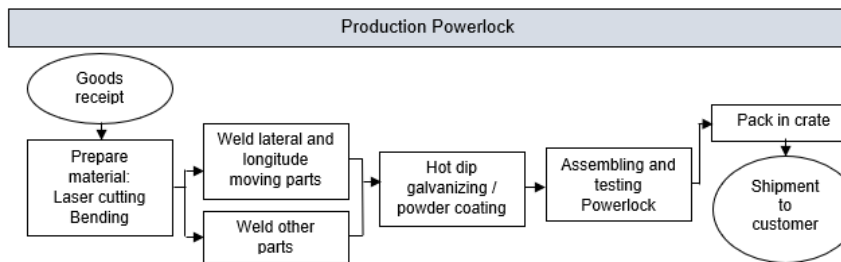 Production Powerlock
Goods
receipt
Prepare
material:
Laser cutting
Bending
Weld lateral and
longitude
moving parts
Weld other
parts
Hot dip
galvanizing /
powder coating
Assembling and
testing
Powerlock
Pack in crate
Shipment
to
customer